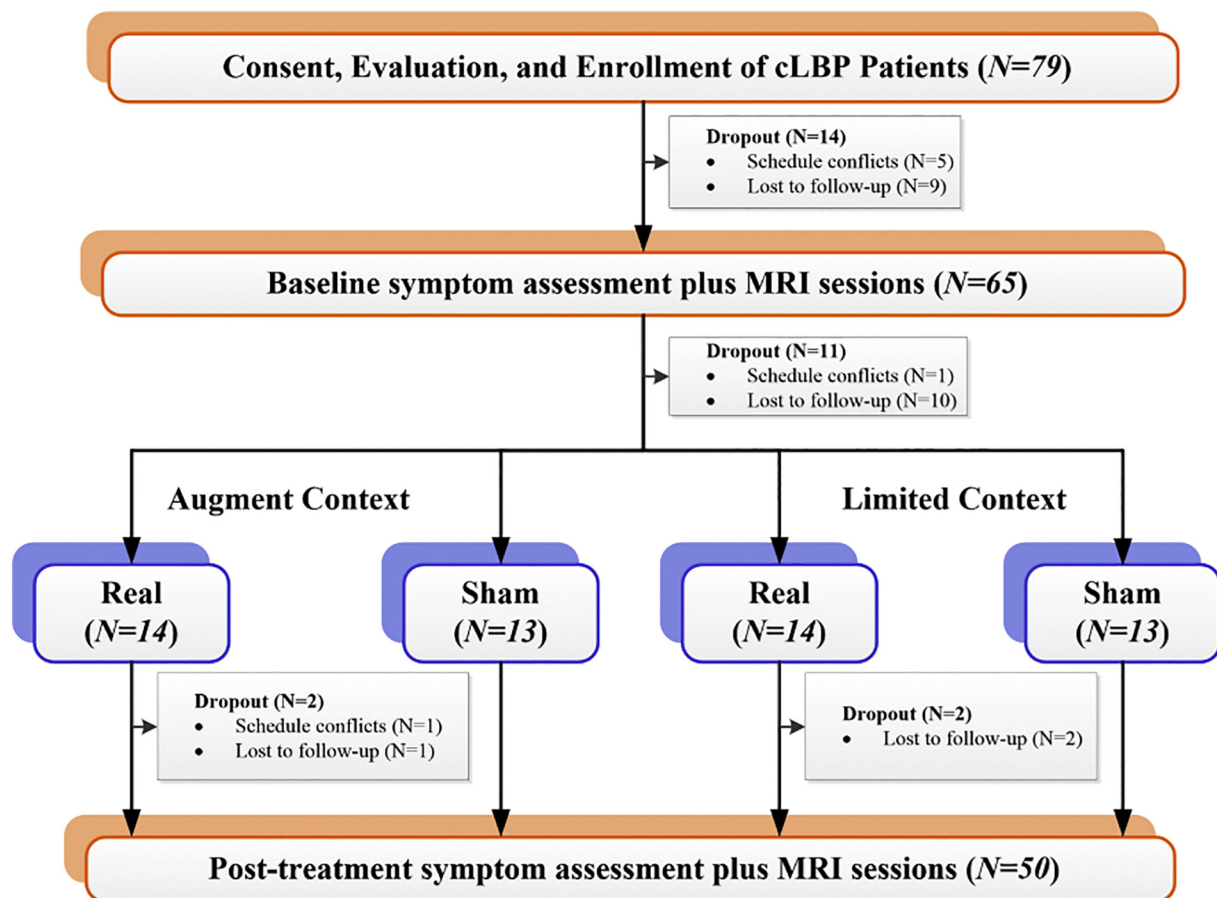 Consent, Evaluation, and Enrollment of cLBP Patients (N=79)
Dropout (N=14)
• Schedule conflicts (N=5)
• Lost to follow-up (N=9)
Baseline symptom assessment plus MRI sessions (N=65)
Dropout (N=11)
• Schedule conflicts (N=1)
• Lost to follow-up (N=10)
Augment Context
Limited Context
Real
(N=14)
Sham
(N=13)
Real
(N=14)
Sham
(N=13)
Dropout (N=2)
• Schedule conflicts (N=1)
• Lost to follow-up (N=1)
Dropout (N=2)
• Lost to follow-up (N=2)
Post-treatment symptom assessment plus MRI sessions (N=50)